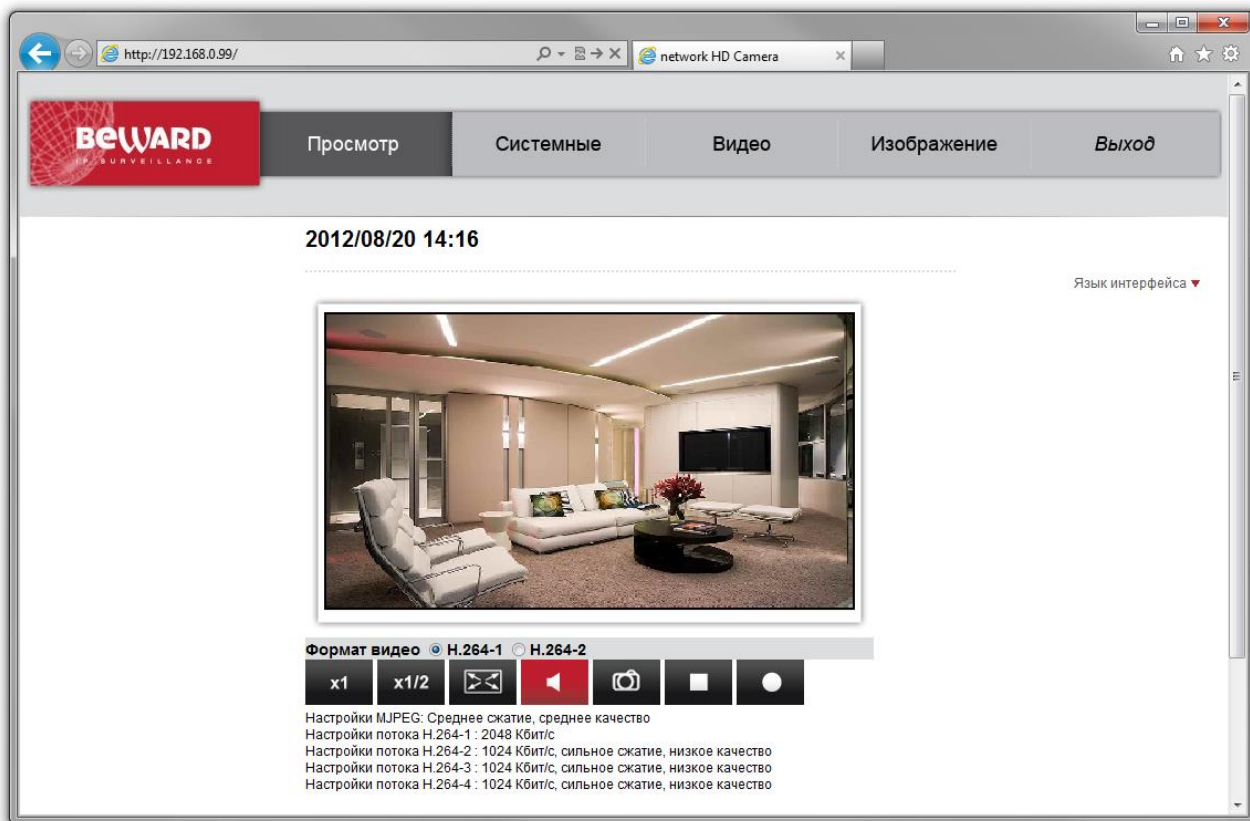 http://192.168.0.99/
network HD Camera
BEWARD
IP SURVEILLANCE
Просмотр
Системные
Видео
Изображение
Выход
2012/08/20 14:16
Язык интерфейса
Формат видео H.264-1 H.264-2
x1 x1/2
Настройки MJPEG: Среднее сжатие, среднее качество
Настройки потока H.264-1 : 2048 Кбит/с
Настройки потока H.264-2 : 1024 Кбит/с, сильное сжатие, низкое качество
Настройки потока H.264-3 : 1024 Кбит/с, сильное сжатие, низкое качество
Настройки потока H.264-4 : 1024 Кбит/с, сильное сжатие, низкое качество